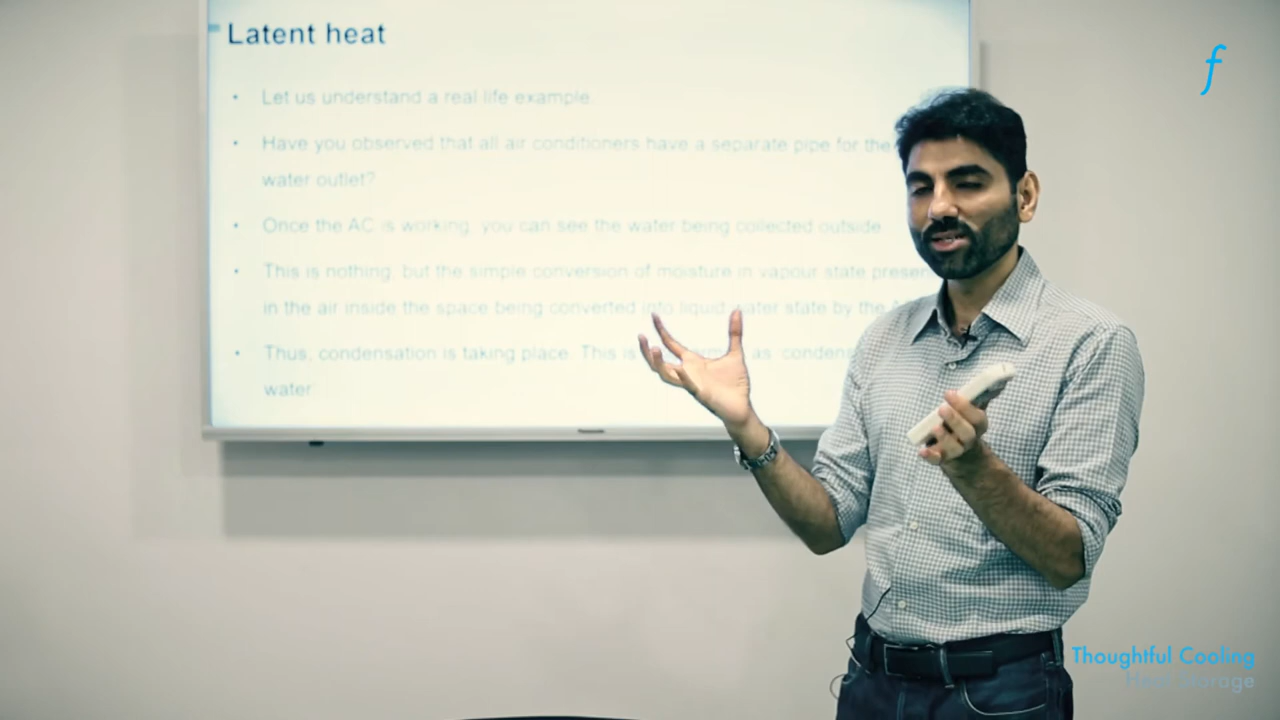 Latent heat
• Let us understand a real life example.
• Have you observed that all air conditioners have a separate pipe for the
water outlet?
• Once the AC is working, you can see the water being collected outside.
• This is nothing, but the simple conversion of moisture in vapour state
in the air inside the space being converted into liquid water state by the
• Thus, condensation is taking place. This is as
water
f
Thoughtful Cooling
Heat Storage